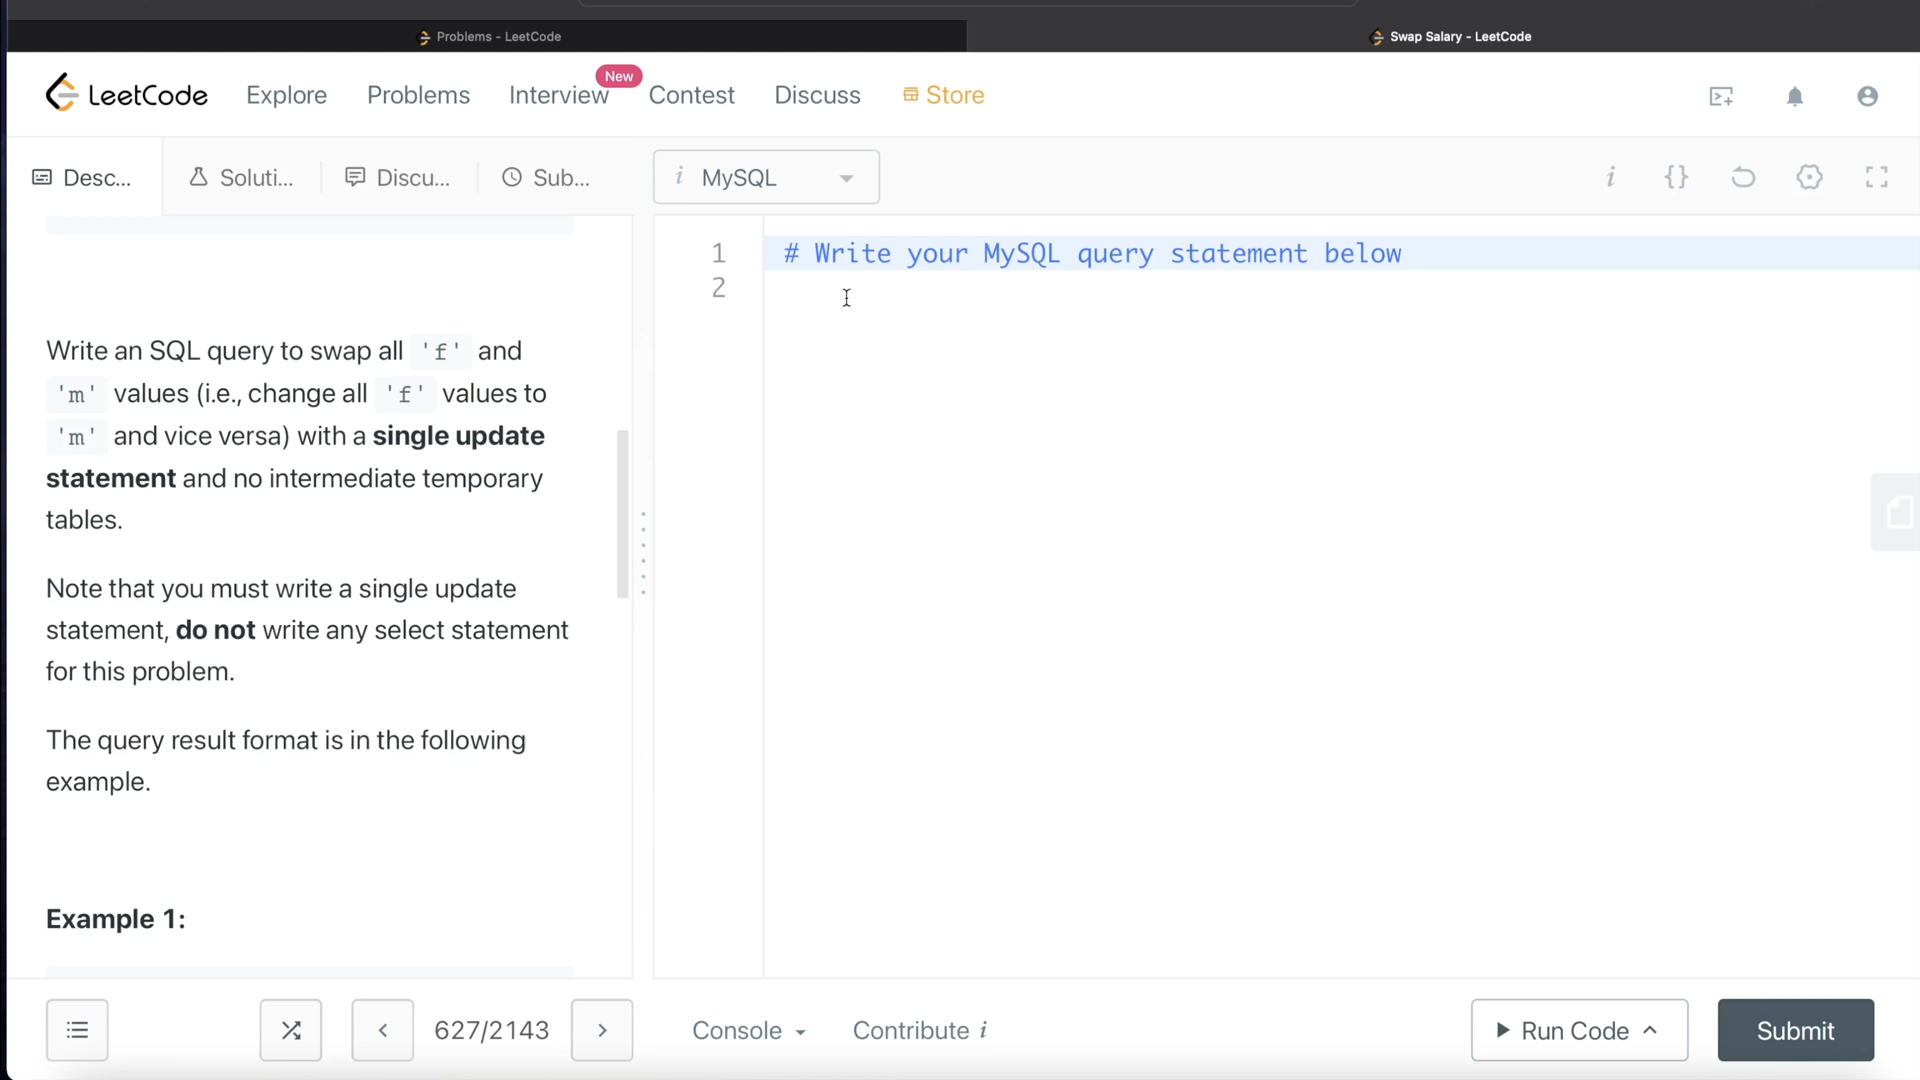 Problems - LeetCode
Swap Salary - LeetCode
LeetCode
Explore
Problems
Interview
New
Contest
Discuss
Store
Desc...
Soluti...
Discu...
Sub...
i MySQL
i {}
1 # Write your MySQL query statement below
2
Write an SQL query to swap all 'f' and
'm' values (i.e., change all 'f' values to
'm' and vice versa) with a single update
statement and no intermediate temporary
tables.
Note that you must write a single update
statement, do not write any select statement
for this problem.
The query result format is in the following
example.
Example 1:
627/2143
Console
Contribute i
Run Code
Submit